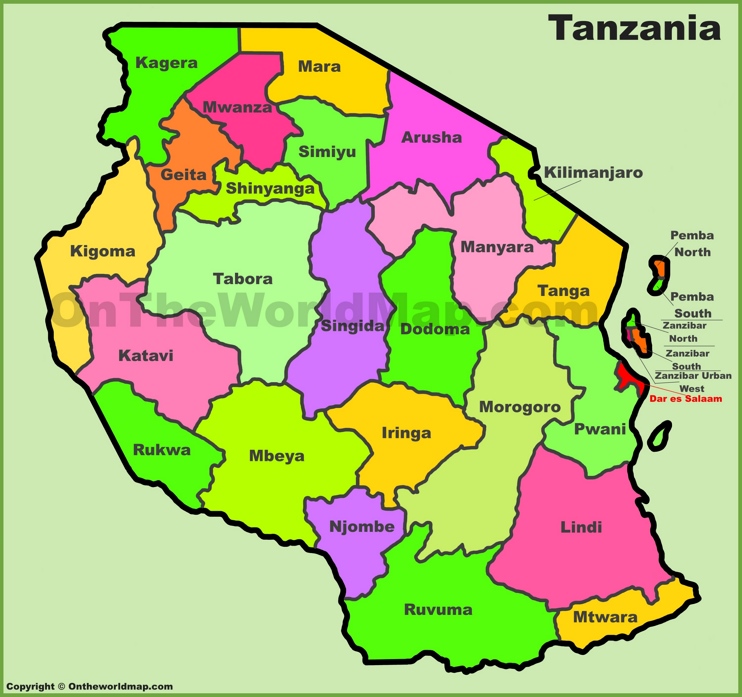 Tanzania
Kagera
Mara
Mwanza
Arusha
Simiyu
Geita
Kilimanjaro
Shinyanga
Pemba
North
Kigoma
Manyara
Tabora
Tanga
Pemba
South
OnTheWorldMap.com
Singida
Dodoma
Zanzibar
North
Zanzibar
South
Katavi
Zanzibar Urban
West
Dar es Salaam
Morogoro
Pwani
Iringa
Rukwa
Mbeya
Njombe
Lindi
Ruvuma
Mtwara
Copyright © Ontheworldmap.com